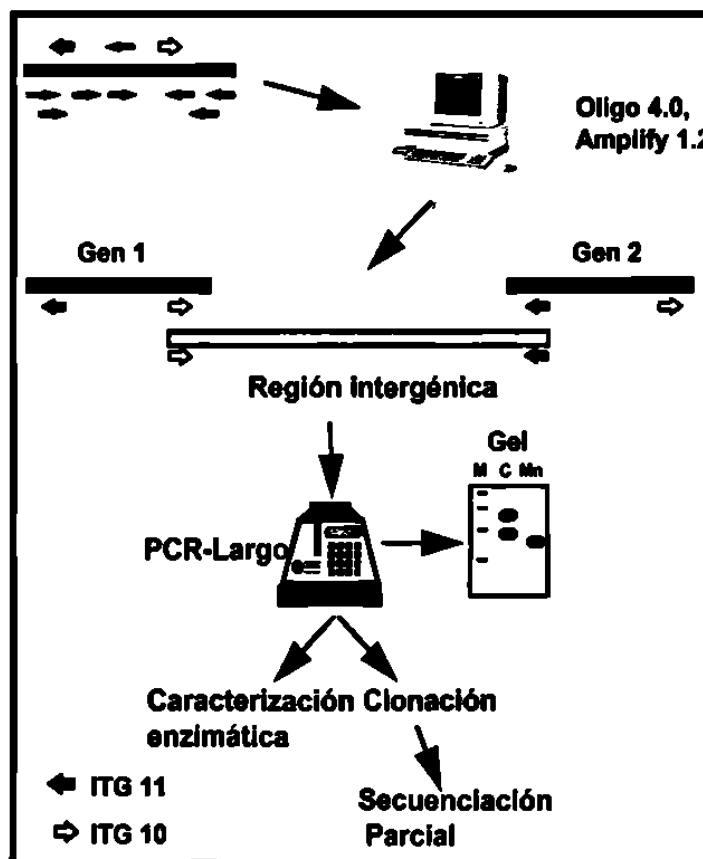 Oligo 4.0,
Amplify 1.2
Gen 1
Gen 2
Región intergénica
Gel
M C Mn
PCR-Largo
Caracterización Clonación
enzimática
Secuenciación
Parcial
ITG 11
ITG 10